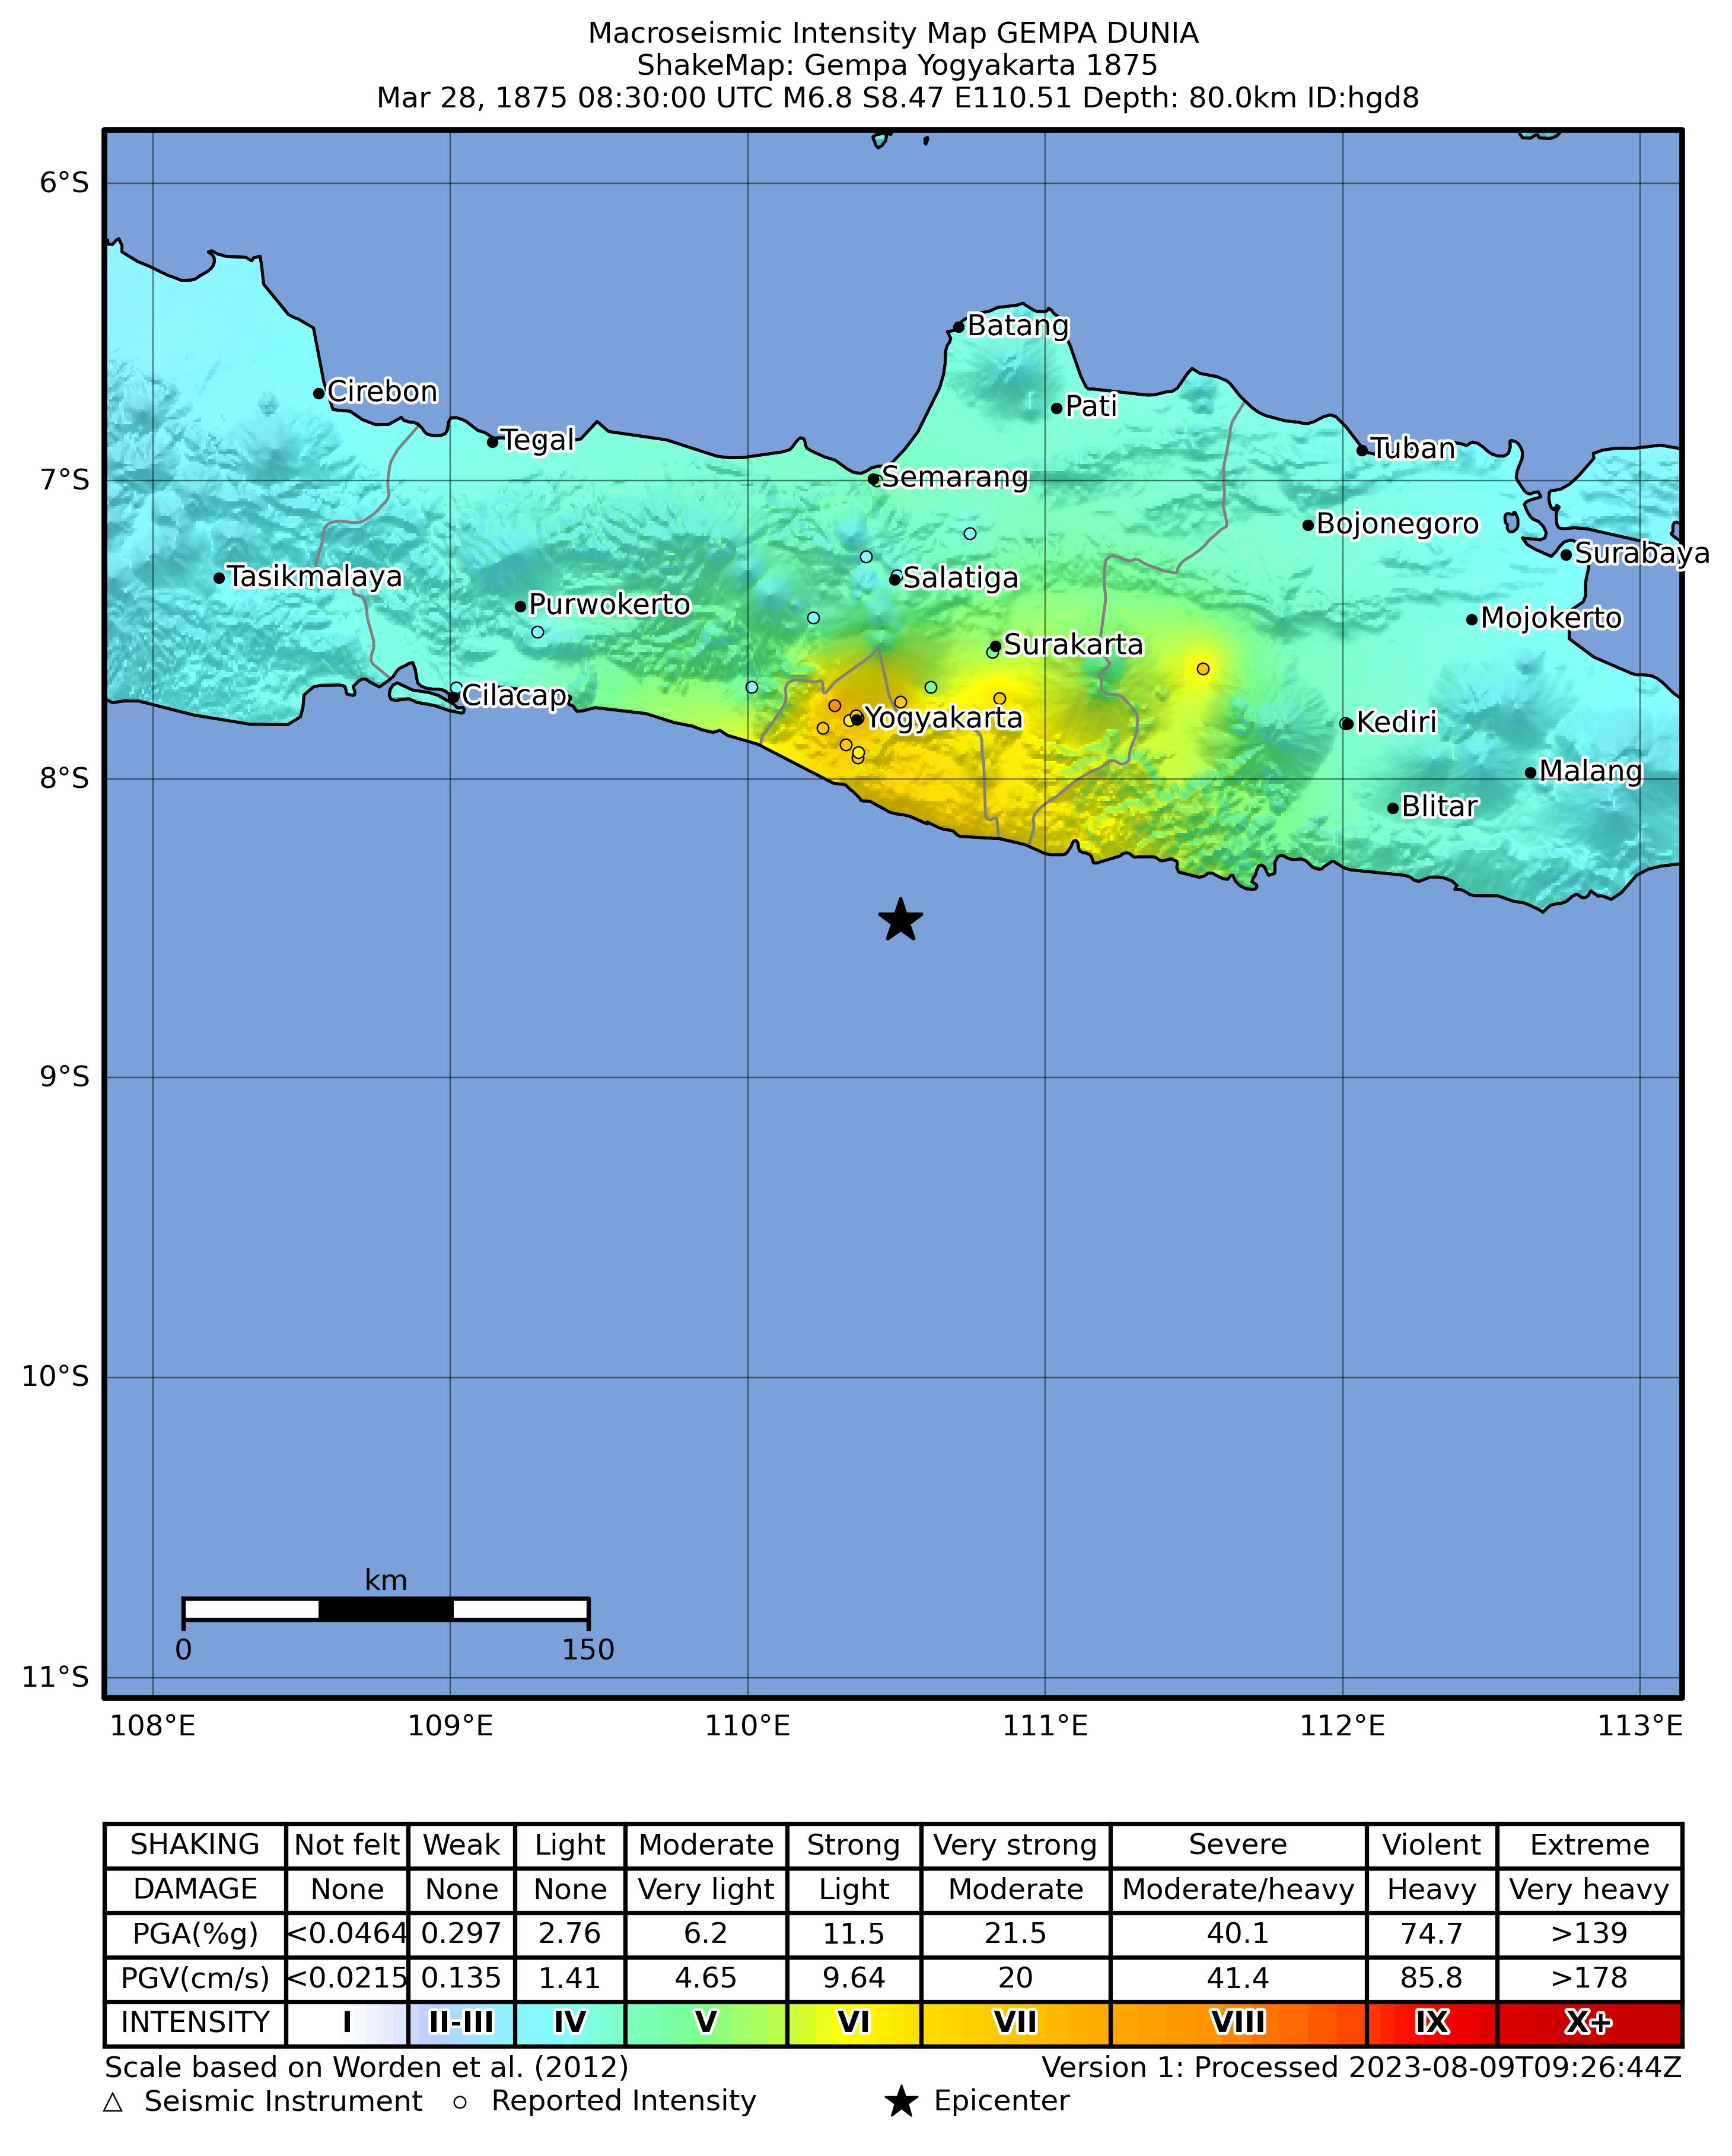 Macroseismic Intensity Map GEMPA DUNIA
ShakeMap: Gempa Yogyakarta 1875
Mar 28, 1875 08:30:00 UTC M6.8 S8.47 E110.51 Depth: 80.0km ID:hgd8
6°S
Batang
Cirebon
Pati
Tegal
Tuban
7°S
Semarang
Bojonegoro
Surabaya
Tasikmalaya
Salatiga
Purwokerto
Mojokerto
Surakarta
Cilacap
Yogyakarta
Kediri
8°S
Malang
Blitar
9°S
10°S
km
0 150
11°S
108°E 109°E 110°E 111°E 112°E 113°E
SHAKING Not felt Weak Light Moderate Strong Very strong Severe Violent Extreme
DAMAGE None None None Very light Light Moderate Moderate/heavy Heavy Very heavy
PGA(%g) <0.0464 0.297 2.76 6.2 11.5 21.5 40.1 74.7 >139
PGV(cm/s) <0.0215 0.135 1.41 4.65 9.64 20 41.4 85.8 >178
INTENSITY I II-III IV V VI VII VIII IX X+
Scale based on Worden et al. (2012) Version 1: Processed 2023-08-09T09:26:44Z
Seismic Instrument Reported Intensity Epicenter